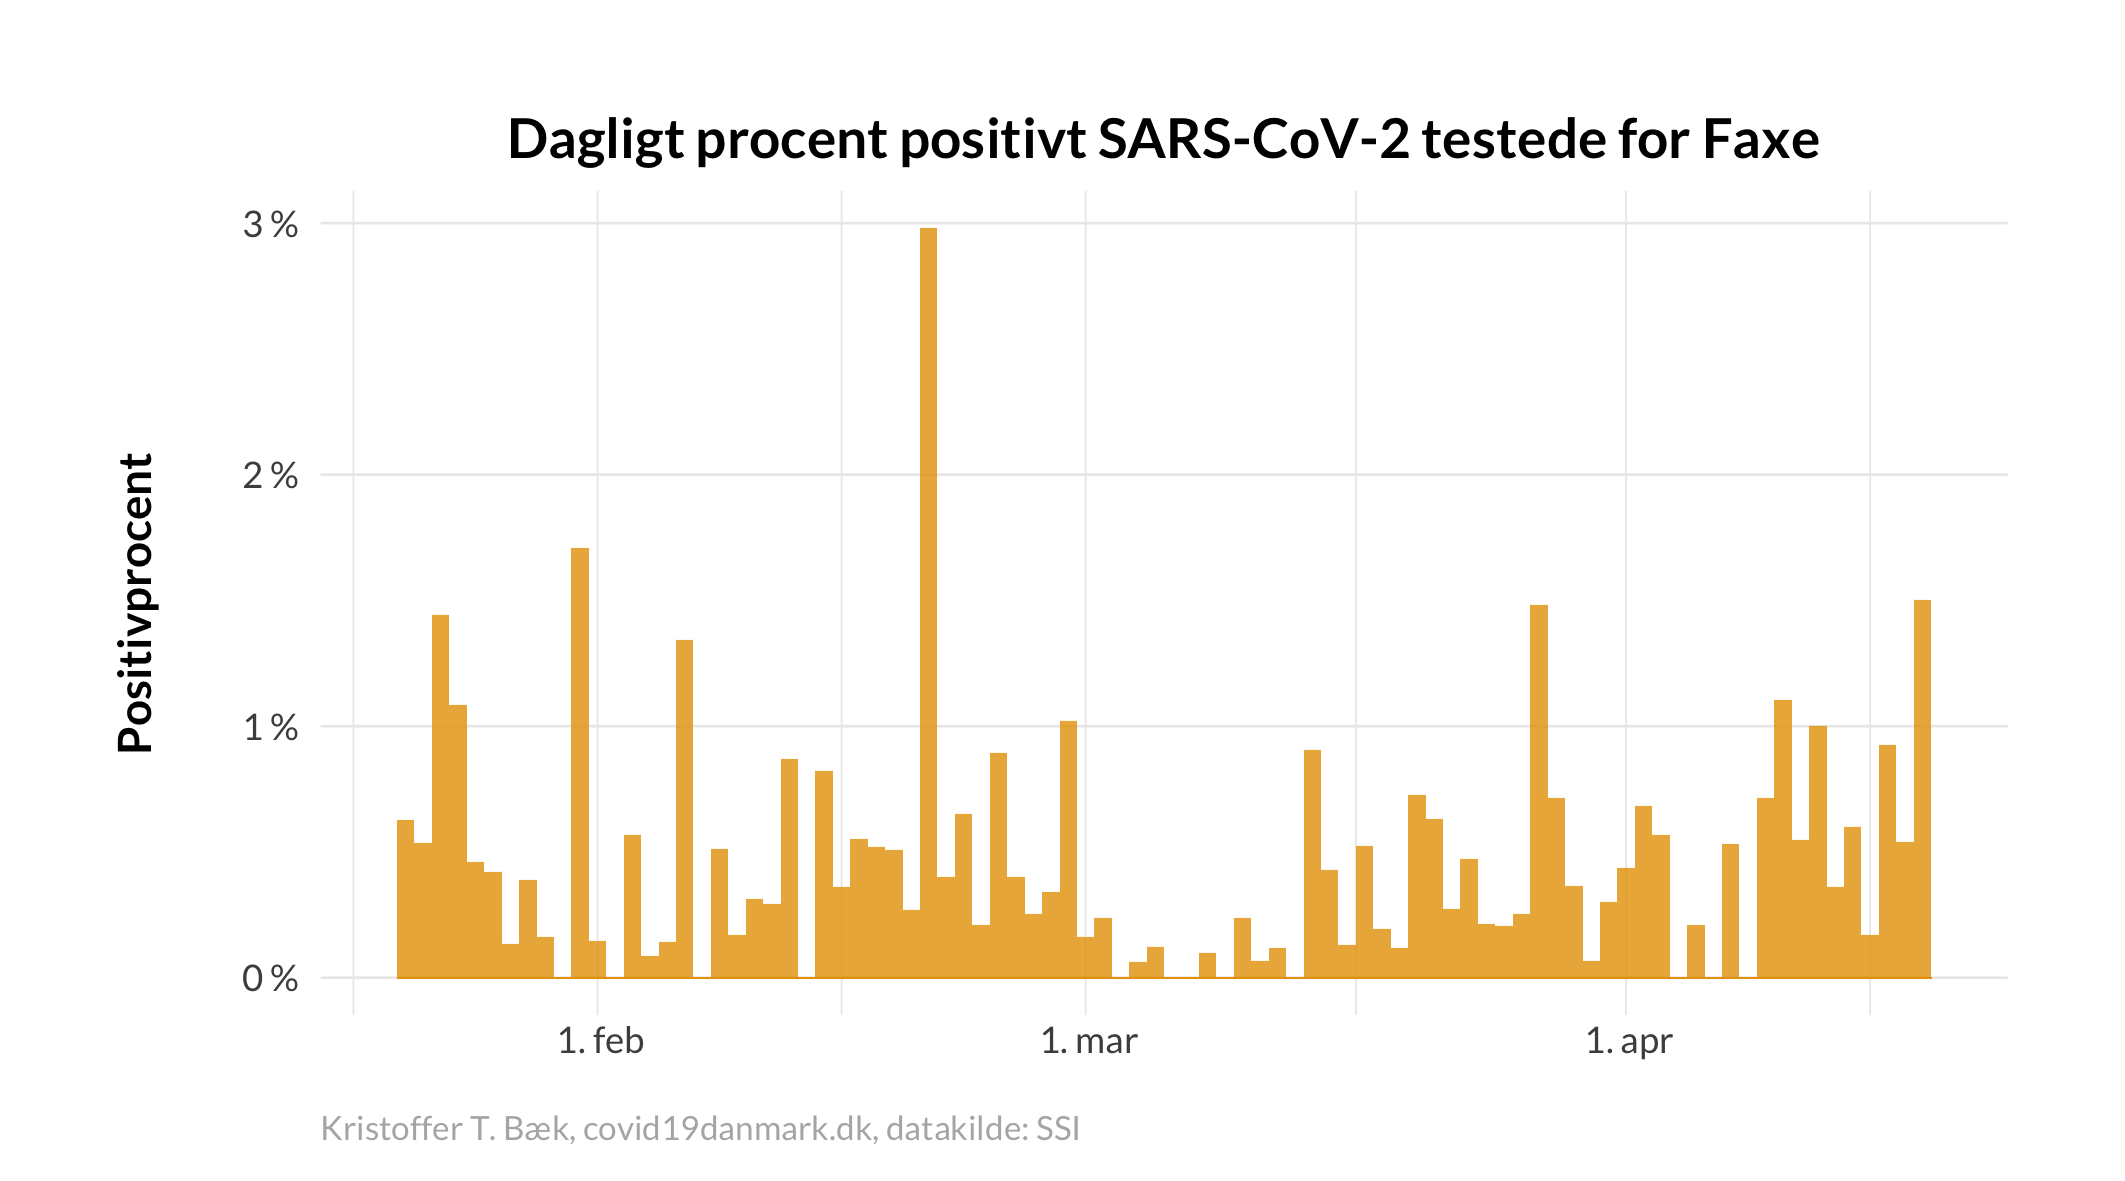 Dagligt procent positivt SARS-CoV-2 testede for Faxe
Positivprocent
3 %
2 %
1 %
0 %
1. feb
1. mar
1. apr
Kristoffer T. Bæk, covid19danmark.dk, datakilde: SSI